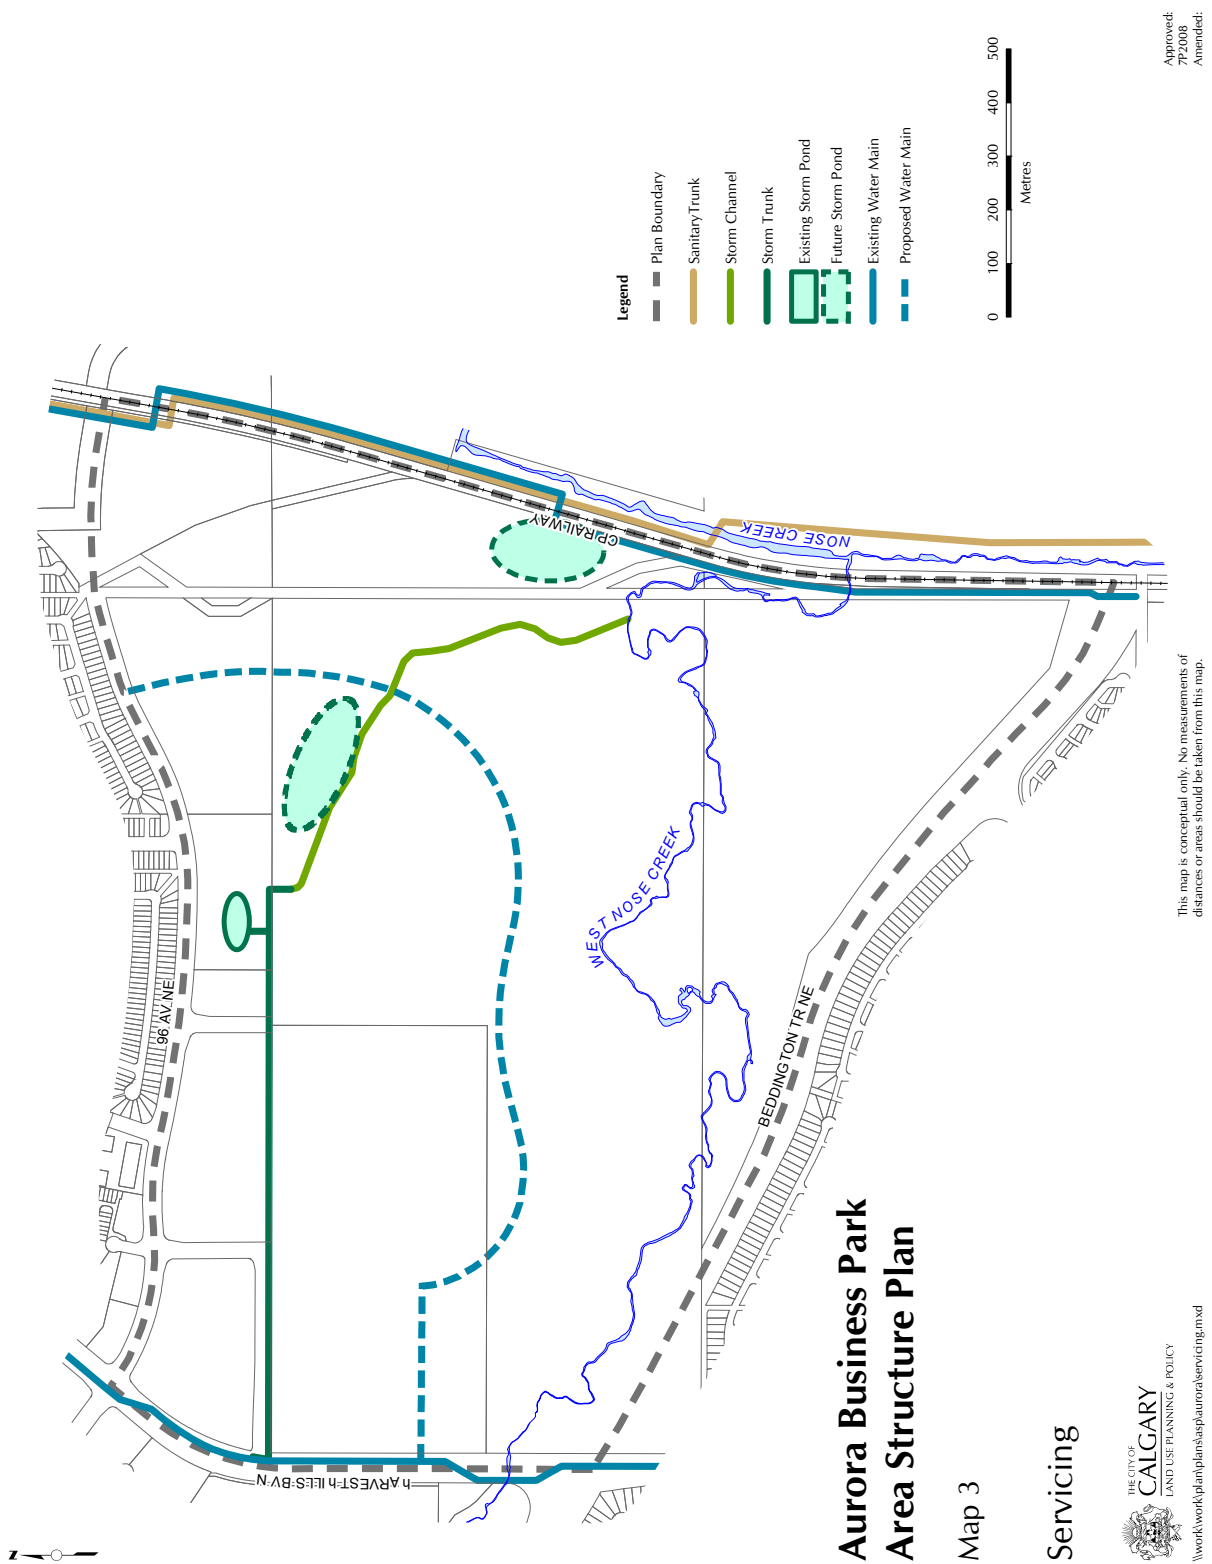 N
96 AV NE
HARVEST HILLS BV N
CP RAILWAY
NOSE CREEK
WEST NOSE CREEK
BEDDINGTON TR NE
Legend
Plan Boundary
Sanitary Trunk
Storm Channel
Storm Trunk
Existing Storm Pond
Future Storm Pond
Existing Water Main
Proposed Water Main
0 100 200 300 400 500
Metres
Aurora Business Park
Area Structure Plan
Map 3
Servicing
THE CITY OF
CALGARY
LAND USE PLANNING & POLICY
\\work\work\plan\plans\asp\aurora\servicing.mxd
This map is conceptual only. No measurements of
distances or areas should be taken from this map.
Approved:
7P2008
Amended: